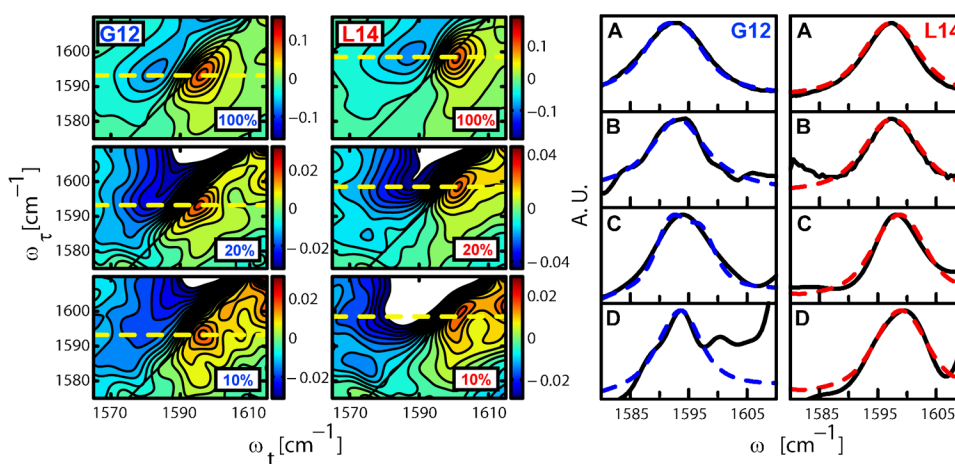 G12
100%
1600
1590
1580
0.1
0
−0.1
L14
100%
0.1
0
−0.1
20%
1600
1590
1580
0.02
0
−0.02
20%
0.04
0
−0.04
10%
1600
1590
1580
0.02
0
−0.02
10%
0.02
0
−0.02
ωτ [cm⁻¹]
1570 1590 1610
1570 1590 1610
ωt [cm⁻¹]
A G12
B
C
D
A L14
B
C
D
A. U.
1585 1595 1605
1585 1595 1605
ω [cm⁻¹]